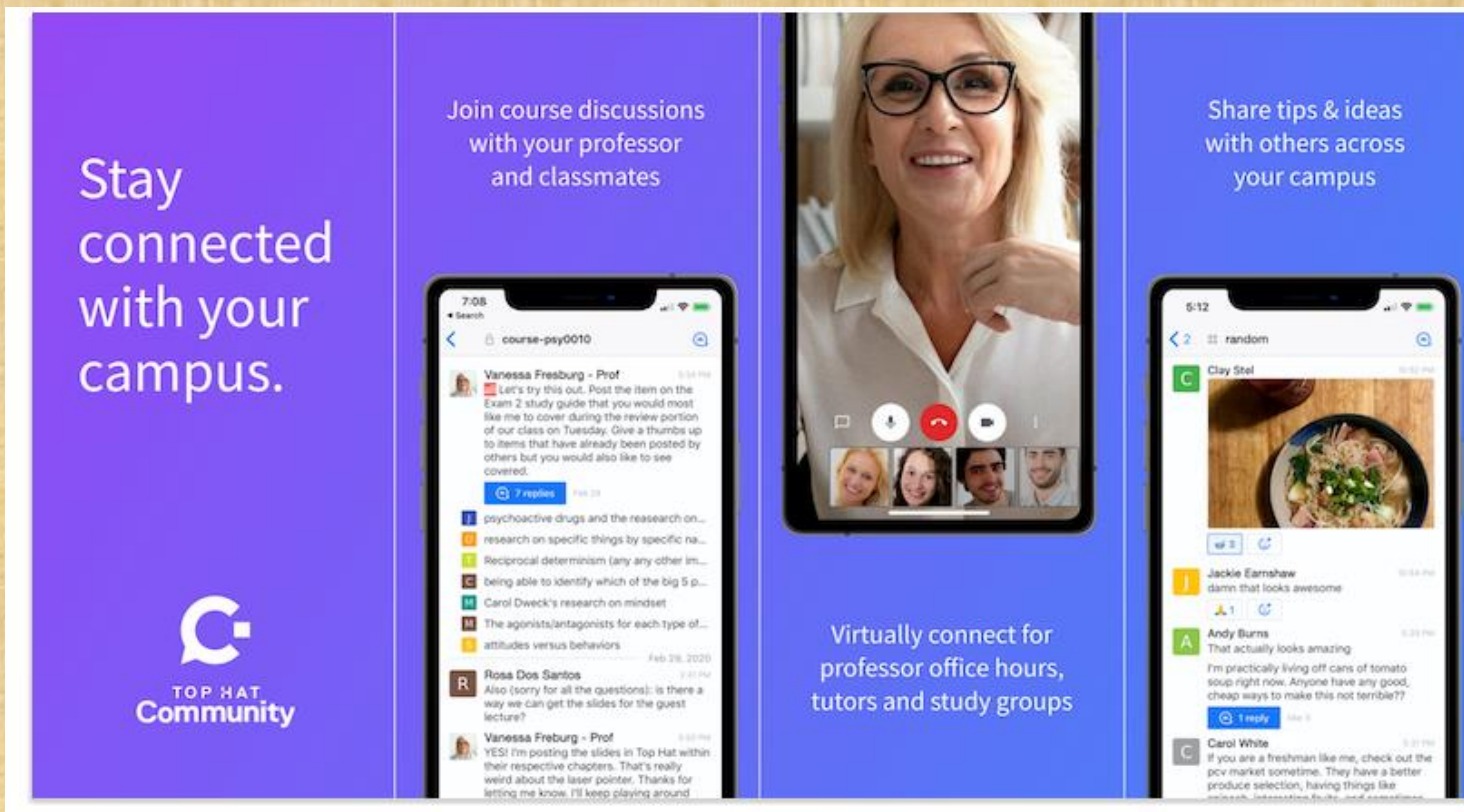 Stay
connected
with your
campus.
TOP HAT
Community
Join course discussions
with your professor
and classmates
7:08
Search
course-psy0010
Vanessa Fresburg - Prof
5:54 PM
all Let's try this out. Post the item on the
Exam 2 study guide that you would most
like me to cover during the review portion
of our class on Tuesday. Give a thumbs up
to items that have already been posted by
others but you would also like to see
covered.
7 replies
J psychoactive drugs and the reasearch on...
research on specific things by specific na...
T Reciprocal determinism (any any other im...
C being able to identify which of the big 5 p...
M Carol Dweck's research on mindset
M The agonists/antagonists for each type of...
attitudes versus behaviors
Feb 29, 2020
R
Rosa Dos Santos
Also (sorry for all the questions): is there a
way we can get the slides for the guest
lecture?
Vanessa Freburg - Prof
YES! I'm posting the slides in Top Hat within
their respective chapters. That's really
weird about the laser pointer. Thanks for
letting me know. I'll keep playing around
Virtually connect for
professor office hours,
tutors and study groups
Share tips & ideas
with others across
your campus
5:12
2 random
C
Clay Stel
3
J
Jackie Earnshaw
damn that looks awesome
1
A
Andy Burns
That actually looks amazing
I'm practically living off cans of tomato
soup right now. Anyone have any good,
cheap ways to make this not terrible??
1 reply
C
Carol White
If you are a freshman like me, check out the
pcv market sometime. They have a better
produce selection, having things like